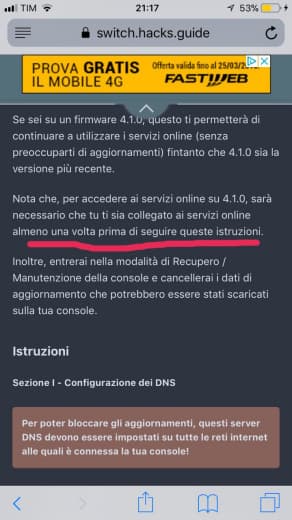 TIM
21:17
53%
switch.hacks.guide
PROVA GRATIS
IL MOBILE 4G
Offerta valida fino al 25/03/
FASTWEB
Se sei su un firmware 4.1.0, questo ti permetterà di
continuare a utilizzare i servizi online (senza
preoccuparti di aggiornamenti) fintanto che 4.1.0 sia la
versione più recente.
Nota che, per accedere ai servizi online su 4.1.0, sarà
necessario che tu ti sia collegato ai servizi online
almeno una volta prima di seguire queste istruzioni.
Inoltre, entrerai nella modalità di Recupero /
Manutenzione della console e cancellerai i dati di
aggiornamento che potrebbero essere stati scaricati
sulla tua console.
Istruzioni
Sezione I - Configurazione dei DNS
Per poter bloccare gli aggiornamenti, questi server
DNS devono essere impostati su tutte le reti internet
alle quali è connessa la tua console!